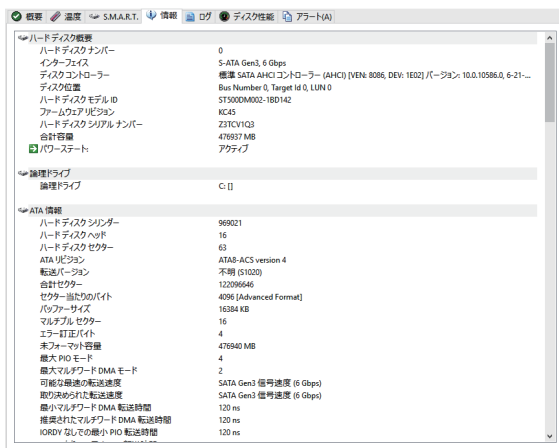 概要 温度 S.M.A.R.T. 情報 ログ ディスク性能 アラート(A)
ハードディスク概要
ハードディスク ナンバー 0
インターフェイス S-ATA Gen3, 6 Gbps
ディスクコントローラー 標準 SATA AHCI コントローラー (AHCI) [VEN: 8086, DEV: 1E02] バージョン: 10.0.10586.0, 6-21-...
ディスク位置 Bus Number 0, Target Id 0, LUN 0
ハードディスクモデル ID ST500DM002-1BD142
ファームウェアリビジョン KC45
ハードディスクシリアル ナンバー Z3TCV1Q3
合計容量 476937 MB
パワーステート: アクティブ
論理ドライブ
論理ドライブ C: []
ATA 情報
ハードディスク シリンダー 969021
ハードディスク ヘッド 16
ハードディスク セクター 63
ATA リビジョン ATA8-ACS version 4
転送バージョン 不明 (S1020)
合計セクター 122096646
セクター当たりのバイト 4096 [Advanced Format]
バッファーサイズ 16384 KB
マルチプル セクター 16
エラー訂正バイト 4
未フォーマット容量 476940 MB
最大 PIO モード 4
最大マルチワード DMA モード 2
可能な最速の転送速度 SATA Gen3 信号速度 (6 Gbps)
取り決められた転送速度 SATA Gen3 信号速度 (6 Gbps)
最小マルチワード DMA 転送時間 120 ns
推奨されたマルチワード DMA 転送時間 120 ns
IORDY なしでの最小 PIO 転送時間 120 ns